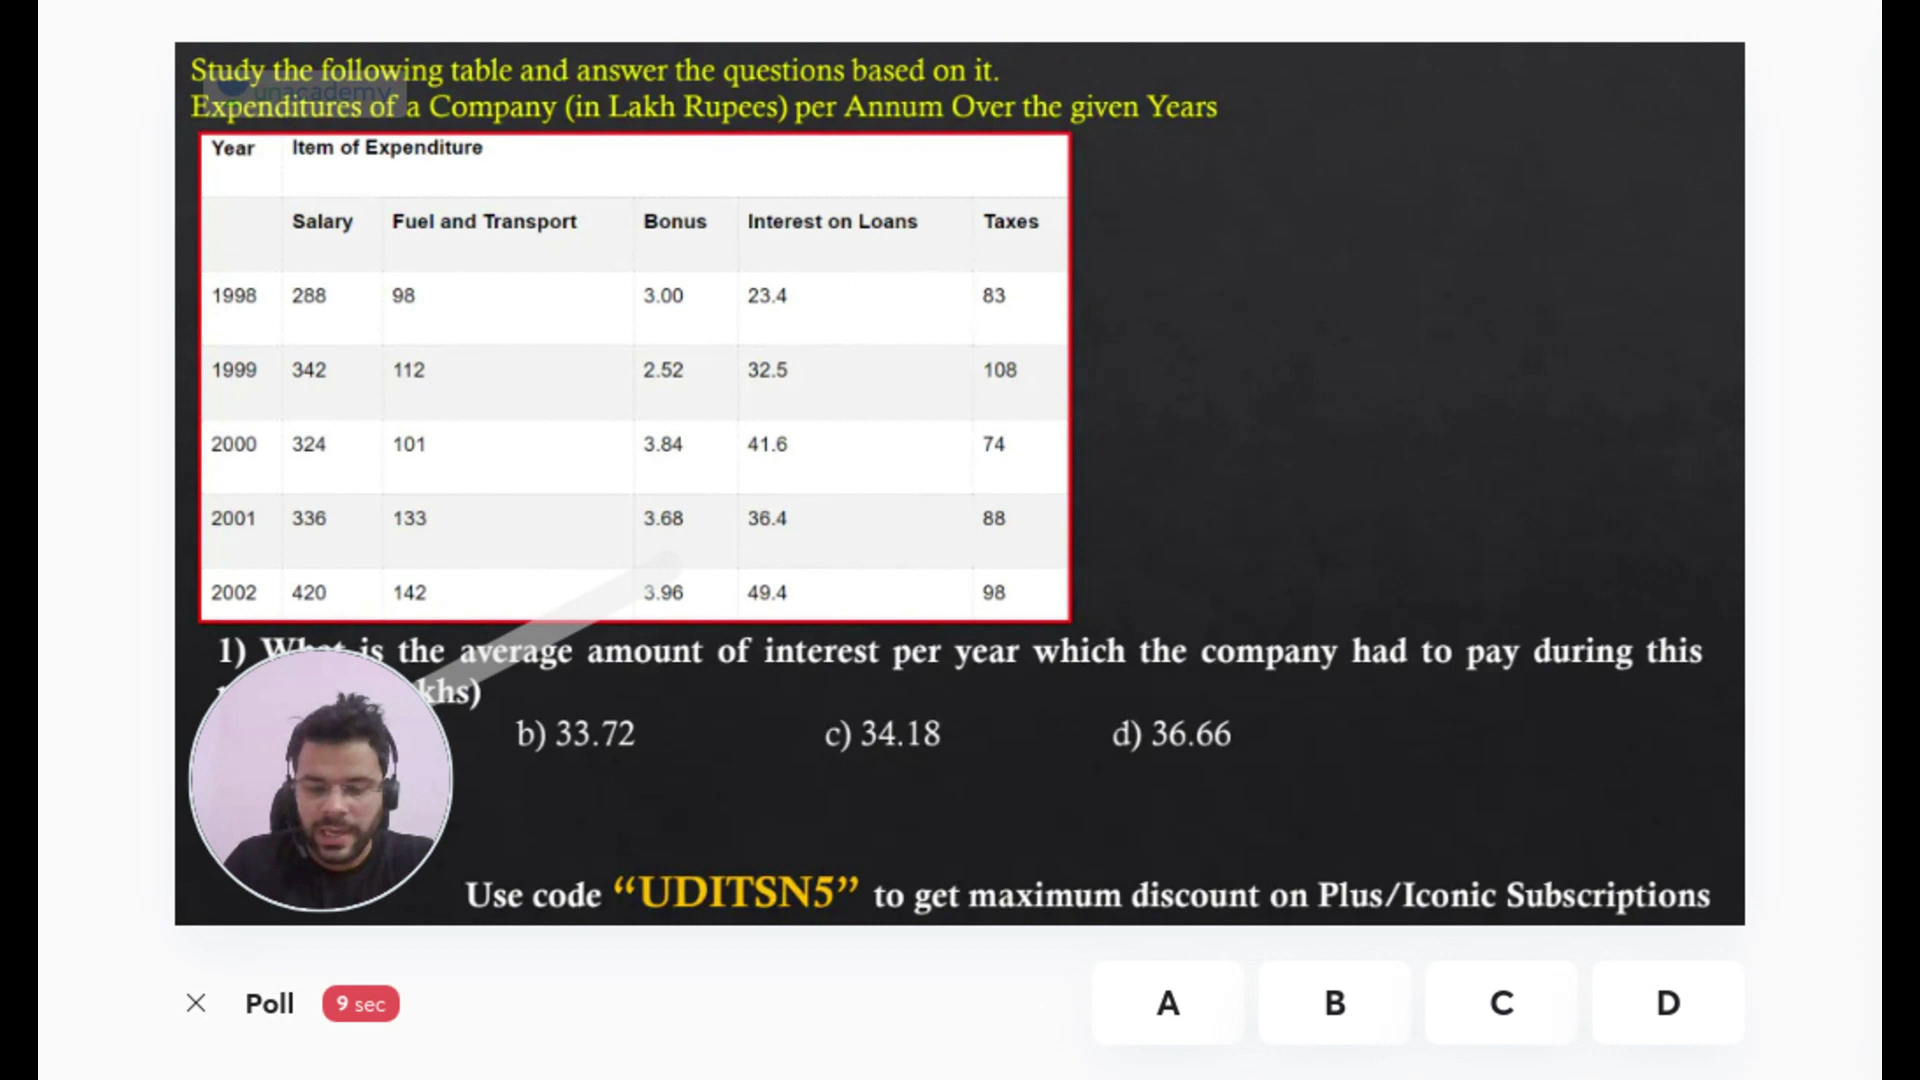 Study the following table and answer the questions based on it.
unacademy
Expenditures of a Company (in Lakh Rupees) per Annum Over the given Years
Year Item of Expenditure
Salary Fuel and Transport Bonus Interest on Loans Taxes
1998 288 98 3.00 23.4 83
1999 342 112 2.52 32.5 108
2000 324 101 3.84 41.6 74
2001 336 133 3.68 36.4 88
2002 420 142 3.96 49.4 98
1) What is the average amount of interest per year which the company had to pay during this
khs)
b) 33.72 c) 34.18 d) 36.66
Use code “UDITSN5” to get maximum discount on Plus/Iconic Subscriptions
Poll 9 sec A B C D